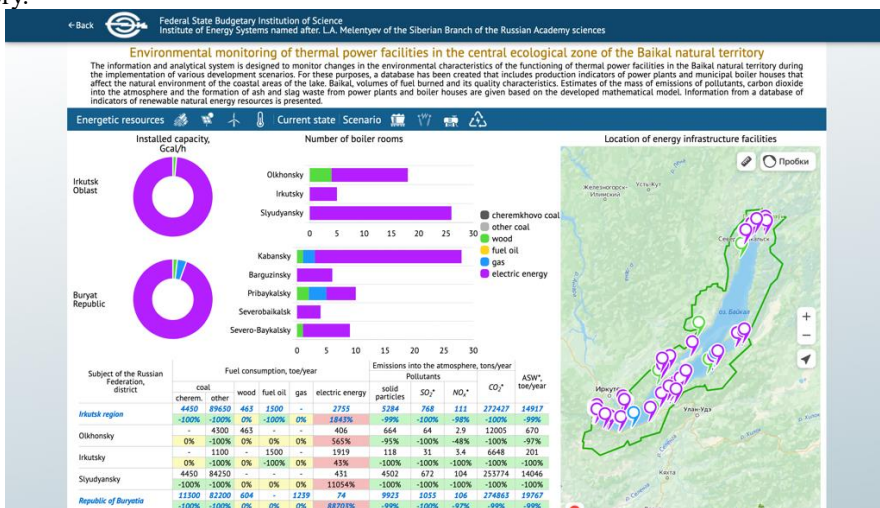 ery.
←Back
Federal State Budgetary Institution of Science
Institute of Energy Systems named after. L.A. Melentyev of the Siberian Branch of the Russian Academy sciences
Environmental monitoring of thermal power facilities in the central ecological zone of the Baikal natural territory
The information and analytical system is designed to monitor changes in the environmental characteristics of the functioning of thermal power facilities in the Baikal natural territory during
the implementation of various development scenarios. For these purposes, a database has been created that includes production indicators of power plants and municipal boiler houses that
affect the natural environment of the coastal areas of the lake. Baikal, volumes of fuel burned and its quality characteristics. Estimates of the mass of emissions of pollutants, carbon dioxide
into the atmosphere and the formation of ash and slag waste from power plants and boiler houses are given based on the developed mathematical model. Information from a database of
indicators of renewable natural energy resources is presented.
Energetic resources Current state Scenario
Installed capacity, Gcal/h
Irkutsk Oblast
Buryat Republic
Number of boiler rooms
Olkhonsky
Irkutsky
Slyudyansky
0 5 10 15 20 25 30
Kabansky
Barguzinsky
Pribaykalsky
Severobaikalsk
Severo-Baykalsky
0 5 10 15 20 25 30
cheremkhovo coal
other coal
wood
fuel oil
gas
electric energy
Location of energy infrastructure facilities
Пробки
Железногорск-Илимский
Усть-Кут
оз. Байкал
Иркутс
Улан-Удэ
Кяхта
+
−
Subject of the Russian Federation, district
Fuel consumption, toe/year
Emissions into the atmosphere, tons/year
coal wood fuel oil gas electric energy
cherem. other
Pollutants CO₂*
solid particles SO₂* NOₓ*
ASW*, toe/year
Irkutsk region 4450 89650 463 1500 - 2755 5284 768 111 272427 14917
-100% -100% 0% -100% 0% 1843% -99% -100% -98% -100% -99%
Olkhonsky - 4300 463 - - 406 664 64 2.9 12005 670
0% -100% 0% 0% 0% 565% -95% -100% -48% -100% -97%
Irkutsky - 1100 - 1500 - 1919 118 31 3.4 6648 201
0% -100% 0% -100% 0% 43% -100% -100% -100% -100% -100%
Slyudyansky 4450 84250 - - - 431 4502 672 104 253774 14046
-100% -100% 0% 0% 0% 11054% -100% -100% -100% -100% -100%
Republic of Buryatia 11300 82200 604 - 1239 74 9923 1055 106 274863 19767
-100% -100% 0% 0% 0% 88703% -99% -100% -97% -99% -99%